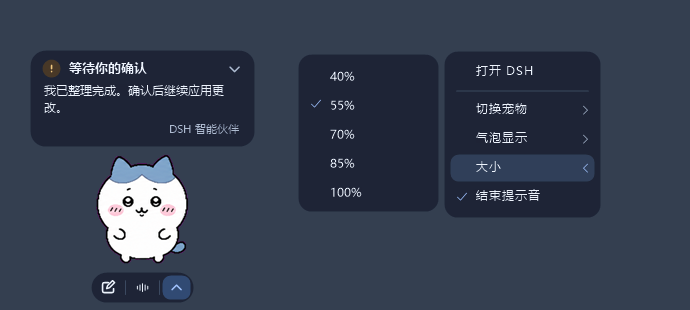 等待你的确认
我已整理完成。确认后继续应用更
改。
DSH 智能伙伴
40%
55%
70%
85%
100%
打开 DSH
切换宠物
气泡显示
大小
结束提示音